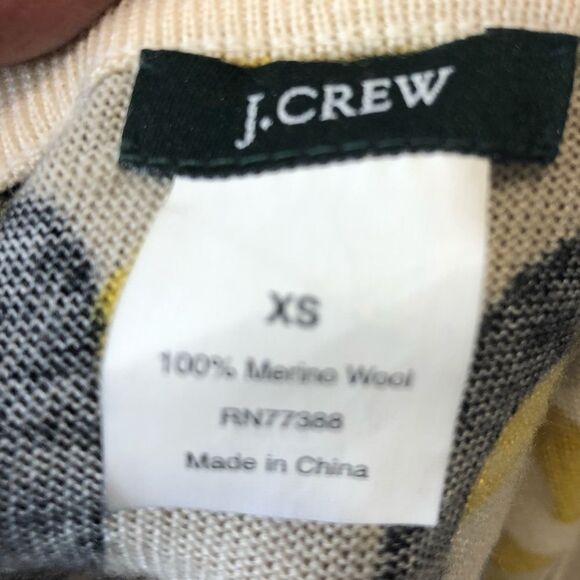 J.CREW
XS
100% Merino Wool
RN77388
Made in China